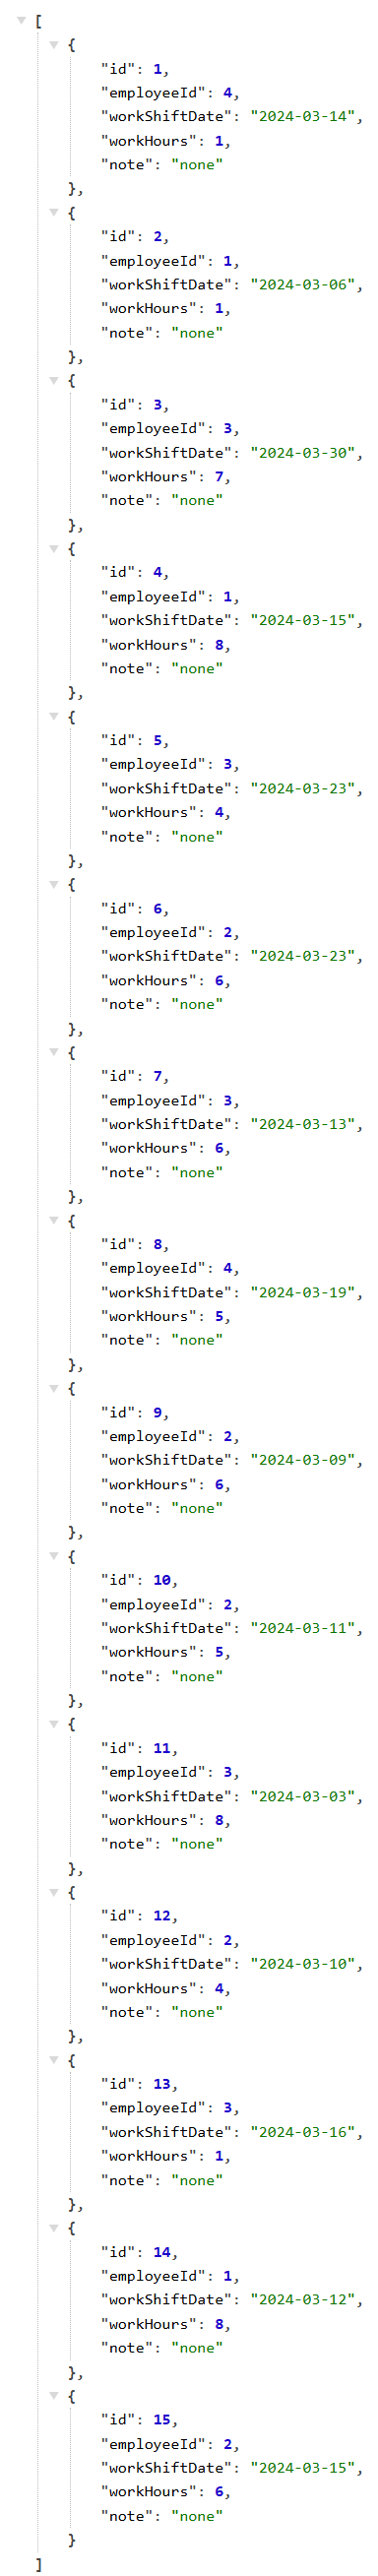 [
{
"id": 1,
"employeeId": 4,
"workShiftDate": "2024-03-14",
"workHours": 1,
"note": "none"
},
{
"id": 2,
"employeeId": 1,
"workShiftDate": "2024-03-06",
"workHours": 1,
"note": "none"
},
{
"id": 3,
"employeeId": 3,
"workShiftDate": "2024-03-30",
"workHours": 7,
"note": "none"
},
{
"id": 4,
"employeeId": 1,
"workShiftDate": "2024-03-15",
"workHours": 8,
"note": "none"
},
{
"id": 5,
"employeeId": 3,
"workShiftDate": "2024-03-23",
"workHours": 4,
"note": "none"
},
{
"id": 6,
"employeeId": 2,
"workShiftDate": "2024-03-23",
"workHours": 6,
"note": "none"
},
{
"id": 7,
"employeeId": 3,
"workShiftDate": "2024-03-13",
"workHours": 6,
"note": "none"
},
{
"id": 8,
"employeeId": 4,
"workShiftDate": "2024-03-19",
"workHours": 5,
"note": "none"
},
{
"id": 9,
"employeeId": 2,
"workShiftDate": "2024-03-09",
"workHours": 6,
"note": "none"
},
{
"id": 10,
"employeeId": 2,
"workShiftDate": "2024-03-11",
"workHours": 5,
"note": "none"
},
{
"id": 11,
"employeeId": 3,
"workShiftDate": "2024-03-03",
"workHours": 8,
"note": "none"
},
{
"id": 12,
"employeeId": 2,
"workShiftDate": "2024-03-10",
"workHours": 4,
"note": "none"
},
{
"id": 13,
"employeeId": 3,
"workShiftDate": "2024-03-16",
"workHours": 1,
"note": "none"
},
{
"id": 14,
"employeeId": 1,
"workShiftDate": "2024-03-12",
"workHours": 8,
"note": "none"
},
{
"id": 15,
"employeeId": 2,
"workShiftDate": "2024-03-15",
"workHours": 6,
"note": "none"
}
]